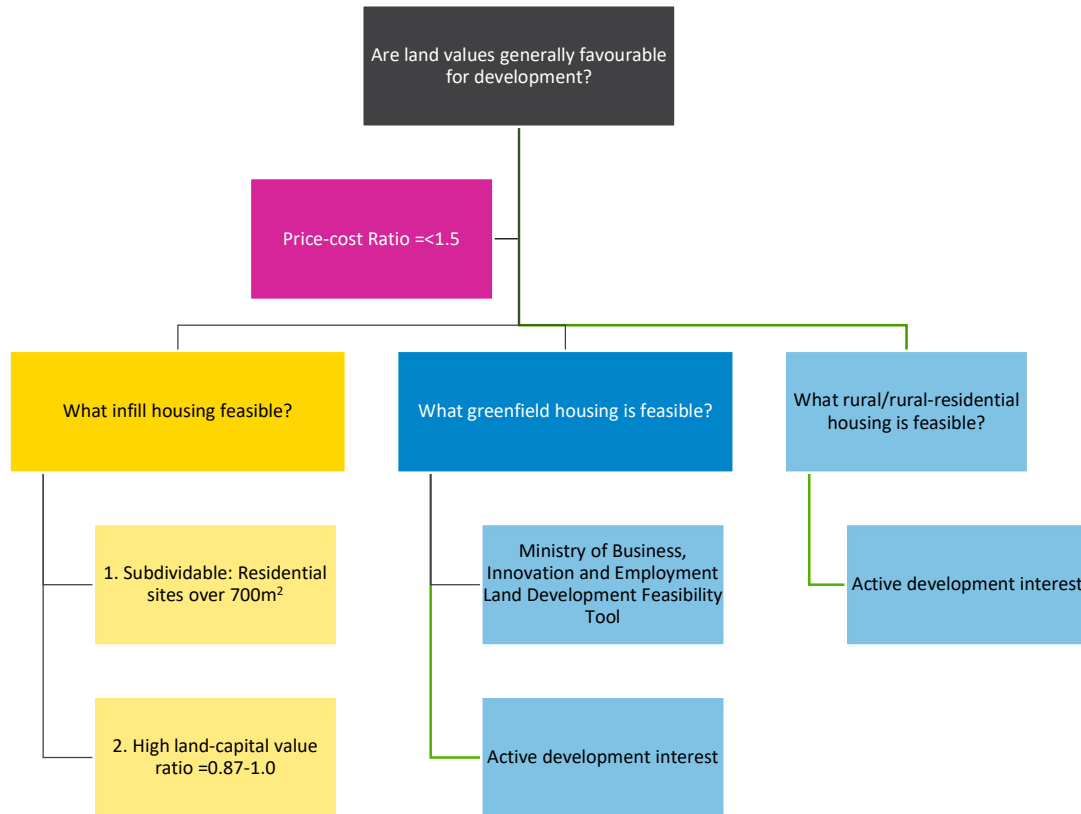 Are land values generally favourable
for development?
Price-cost Ratio =<1.5
What infill housing feasible?
What greenfield housing is feasible?
What rural/rural-residential
housing is feasible?
1. Subdividable: Residential
sites over 700m²
Ministry of Business,
Innovation and Employment
Land Development Feasibility
Tool
Active development interest
2. High land-capital value
ratio =0.87-1.0
Active development interest